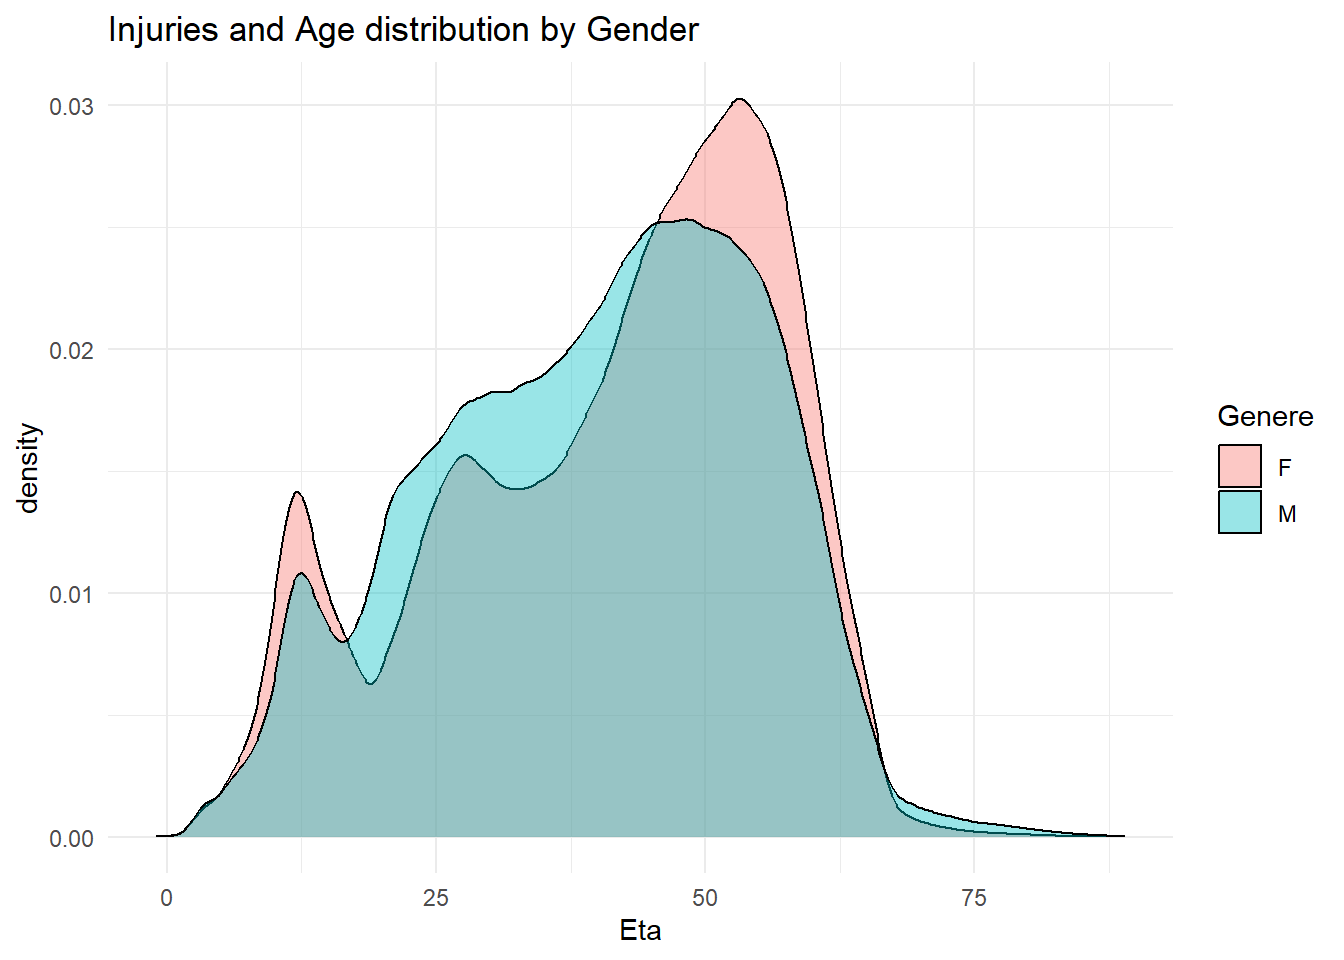 Injuries and Age distribution by Gender
0.03
0.02
0.01
0.00
density
0
25
50
75
Eta
Genere
F
M